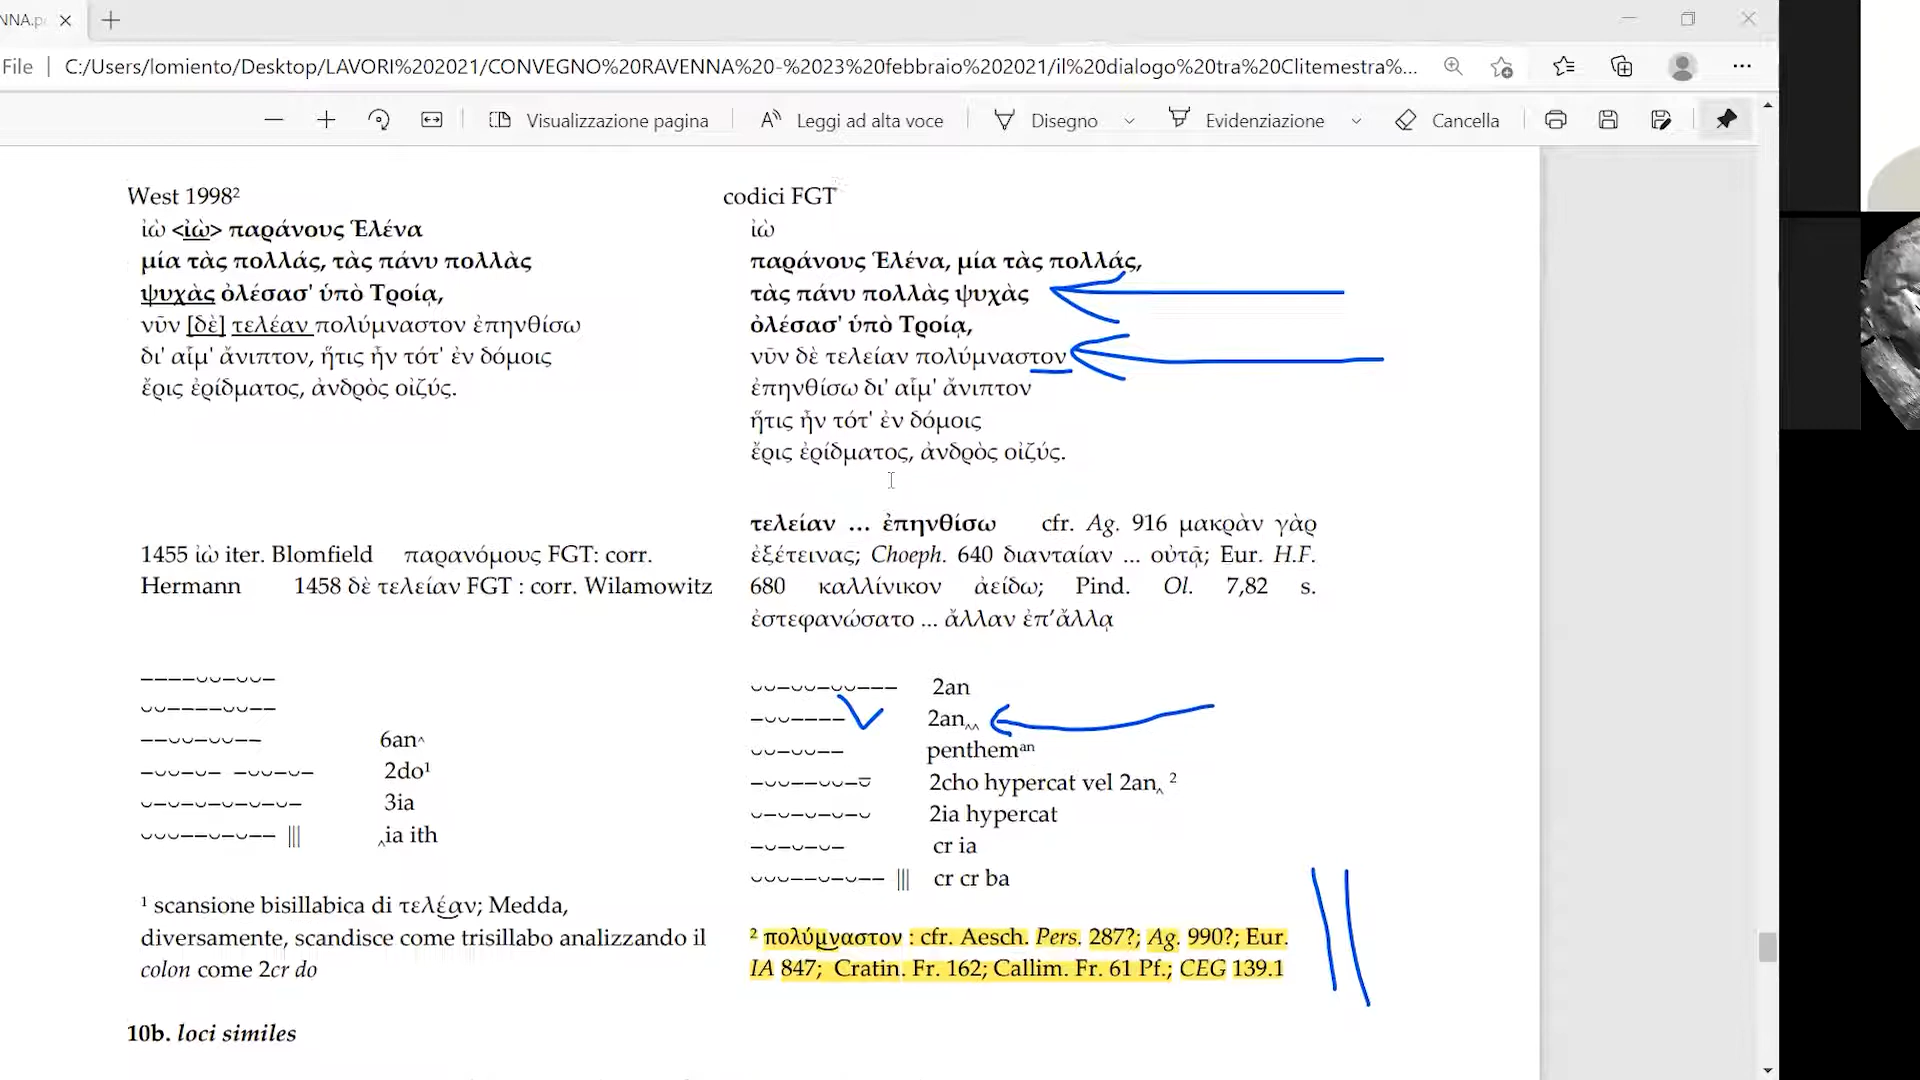 NNA.p
File C:/Users/lomiento/Desktop/LAVORI%202021/CONVEGNO%20RAVENNA%20-%2023%20febbraio%202021/il%20dialogo%20tra%20Clitemestra%...
Visualizzazione pagina Leggi ad alta voce Disegno Evidenziazione Cancella
West 1998²
ἰὼ <ἰὼ> παράνους Ἑλένα
μία τὰς πολλάς, τὰς πάνυ πολλὰς
ψυχὰς ὀλέσασ' ὑπὸ Τροίᾳ,
νῦν [δὲ] τελέαν πολύμναστον ἐπηνθίσω
δι' αἷμ' ἄνιπτον, ἥτις ἦν τότ' ἐν δόμοις
ἔρις ἐρίδματος, ἀνδρὸς οἰζύς.
1455 ἰὼ iter. Blomfield παρανόμους FGT: corr.
Hermann 1458 δὲ τελείαν FGT : corr. Wilamowitz
‒‒‒‒⏑⏑‒⏑⏑‒
⏑⏑‒‒‒‒⏑⏑‒‒
‒‒⏑⏑‒⏑⏑‒‒ 6an^
‒⏑⏑‒⏑‒ ‒⏑⏑‒⏑‒ 2do¹
⏑‒⏑‒⏑‒⏑‒⏑‒⏑‒ 3ia
⏑⏑⏑‒‒⏑‒⏑‒‒ ||| ‸ia ith
¹ scansione bisillabica di τελέαν; Medda,
diversamente, scandisce come trisillabo analizzando il
colon come 2cr do
10b. loci similes
codici FGT
ἰὼ
παράνους Ἑλένα, μία τὰς πολλάς,
τὰς πάνυ πολλὰς ψυχὰς
ὀλέσασ' ὑπὸ Τροίᾳ,
νῦν δὲ τελείαν πολύμναστον
ἐπηνθίσω δι' αἷμ' ἄνιπτον
ἥτις ἦν τότ' ἐν δόμοις
ἔρις ἐρίδματος, ἀνδρὸς οἰζύς.
τελείαν ... ἐπηνθίσω cfr. Ag. 916 μακρὰν γὰρ
ἐξέτεινας; Choeph. 640 διανταίαν ... οὐτᾷ; Eur. H.F.
680 καλλίνικον ἀείδω; Pind. Ol. 7,82 s.
ἐστεφανώσατο ... ἄλλαν ἐπ’ἄλλᾳ
⏑⏑‒⏑⏑‒⏑⏑‒‒‒ 2an
‒⏑⏑‒‒‒‒ 2an‸‸
⏑⏑‒⏑⏑‒‒ penthemᵃⁿ
‒⏑⏑‒‒⏑⏑‒⏓ 2cho hypercat vel 2an‸ ²
⏑‒⏑‒⏑‒⏑‒⏑ 2ia hypercat
‒⏑‒⏑‒⏑‒ cr ia
⏑⏑⏑‒‒⏑‒⏑‒‒ ||| cr cr ba
² πολύμναστον : cfr. Aesch. Pers. 287?; Ag. 990?; Eur.
IA 847; Cratin. Fr. 162; Callim. Fr. 61 Pf.; CEG 139.1